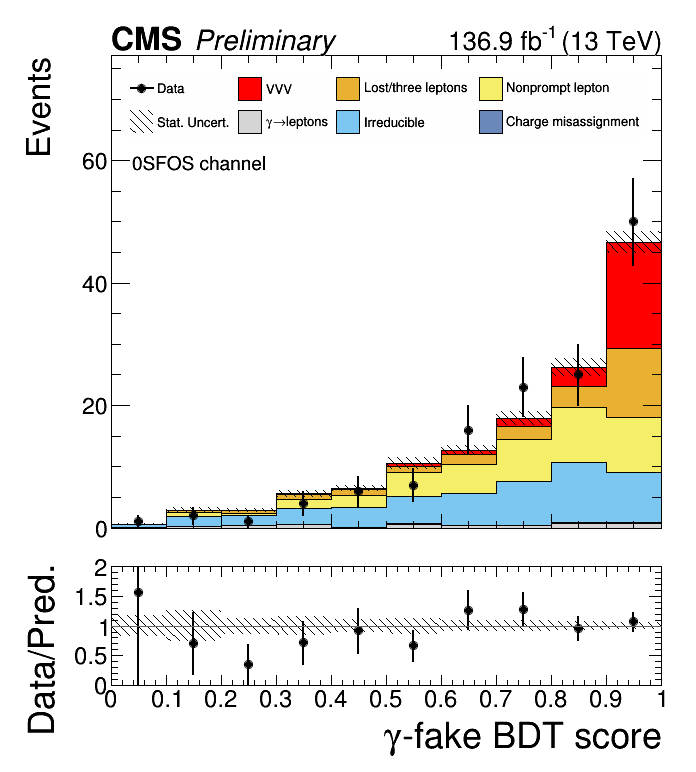 CMS Preliminary 136.9 fb-1 (13 TeV)
Events
Data VVV Lost/three leptons Nonprompt lepton
Stat. Uncert. γ→leptons Irreducible Charge misassignment
0SFOS channel
60
40
20
0
Data/Pred.
2
1.5
1
0.5
0
0 0.1 0.2 0.3 0.4 0.5 0.6 0.7 0.8 0.9 1
γ-fake BDT score